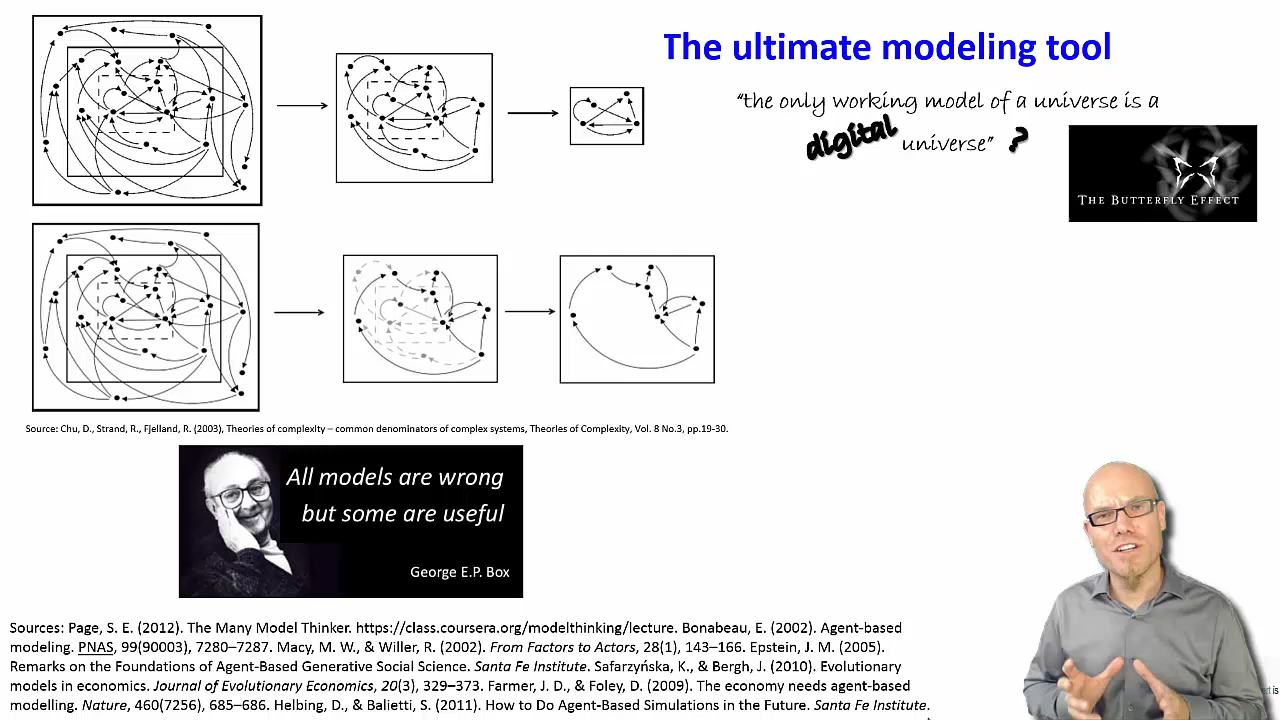 The ultimate modeling tool
“the only working model of a universe is a
digital universe” ?
THE BUTTERFLY EFFECT
Source: Chu, D., Strand, R., Fjelland, R. (2003), Theories of complexity – common denominators of complex systems, Theories of Complexity, Vol. 8 No.3, pp.19-30.
All models are wrong
but some are useful
George E.P. Box
Sources: Page, S. E. (2012). The Many Model Thinker. https://class.coursera.org/modelthinking/lecture. Bonabeau, E. (2002). Agent-based
modeling. PNAS, 99(90003), 7280–7287. Macy, M. W., & Willer, R. (2002). From Factors to Actors, 28(1), 143–166. Epstein, J. M. (2005).
Remarks on the Foundations of Agent-Based Generative Social Science. Santa Fe Institute. Safarzyńska, K., & Bergh, J. (2010). Evolutionary
models in economics. Journal of Evolutionary Economics, 20(3), 329–373. Farmer, J. D., & Foley, D. (2009). The economy needs agent-based
modelling. Nature, 460(7256), 685–686. Helbing, D., & Balietti, S. (2011). How to Do Agent-Based Simulations in the Future. Santa Fe Institute.